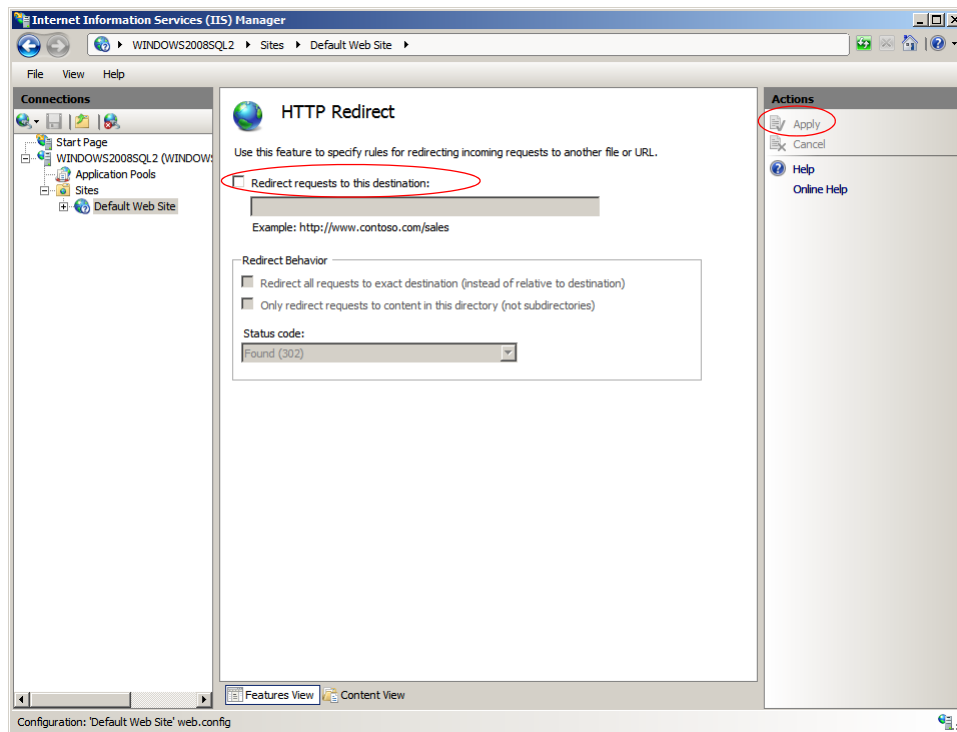 Internet Information Services (IIS) Manager
WINDOWS2008SQL2 Sites Default Web Site
File View Help
Connections
Start Page
WINDOWS2008SQL2 (WINDOW
Application Pools
Sites
Default Web Site
HTTP Redirect
Use this feature to specify rules for redirecting incoming requests to another file or URL.
Redirect requests to this destination:
Example: http://www.contoso.com/sales
Redirect Behavior
Redirect all requests to exact destination (instead of relative to destination)
Only redirect requests to content in this directory (not subdirectories)
Status code:
Found (302)
Features View Content View
Actions
Apply
Cancel
Help
Online Help
Configuration: 'Default Web Site' web.config